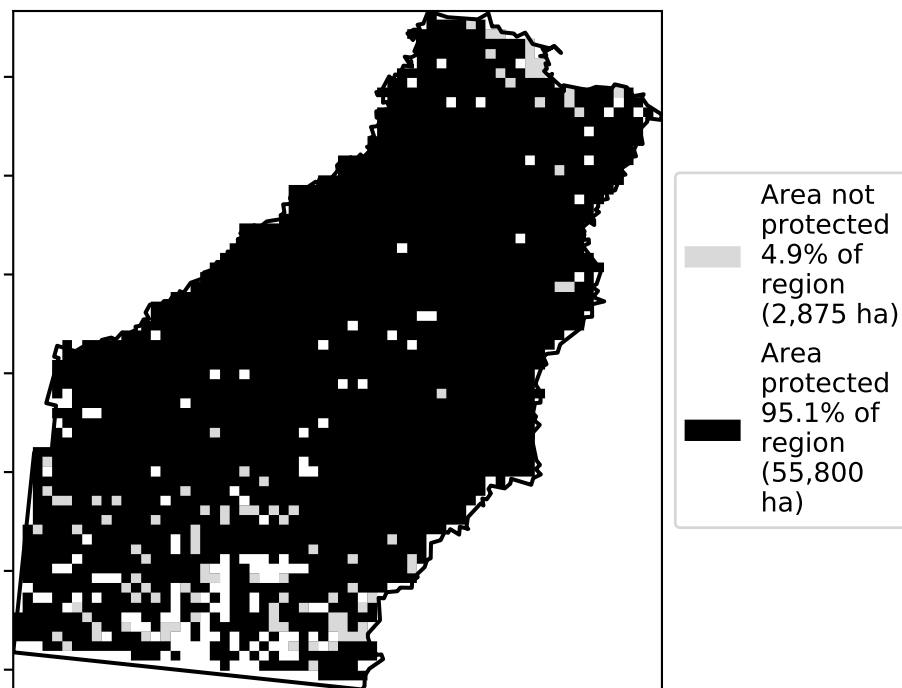 Area not
protected
4.9% of
region
(2,875 ha)
Area
protected
95.1% of
region
(55,800
ha)